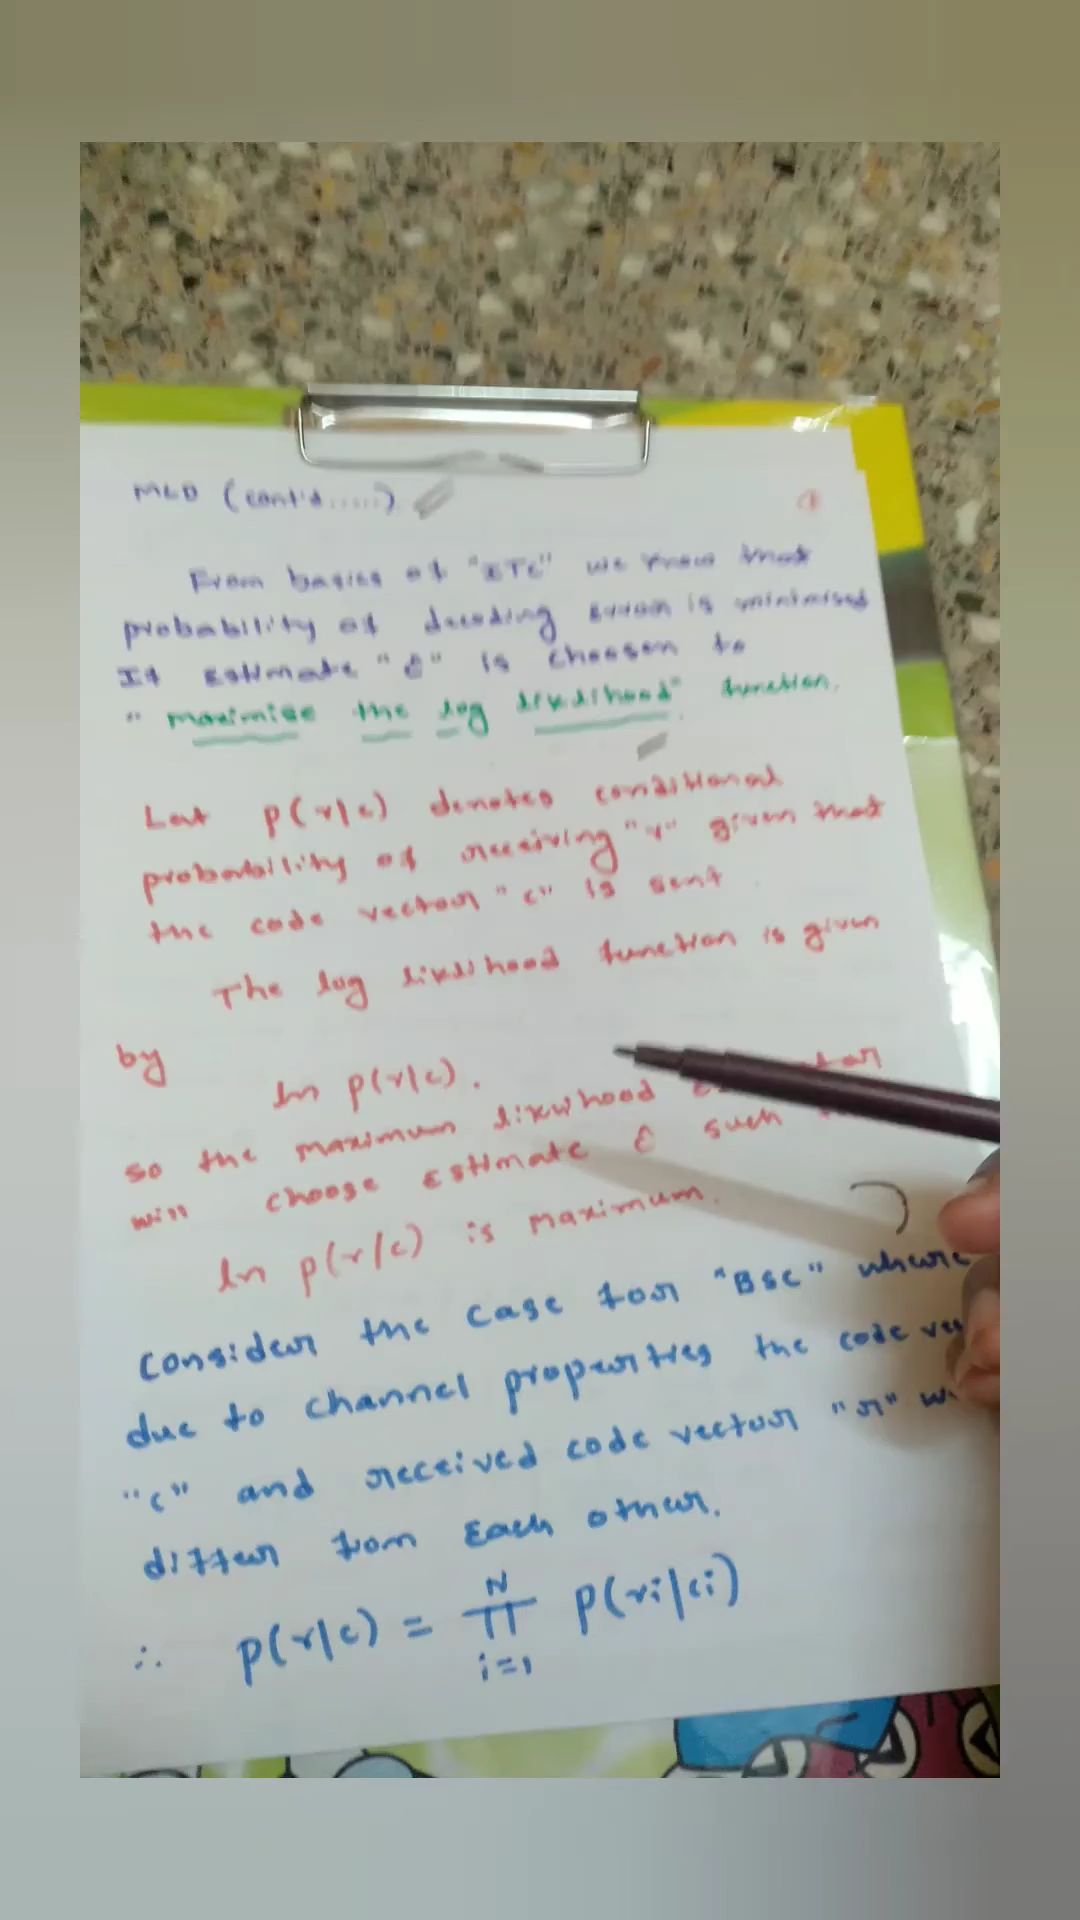 MLD (cont'd.....)
1
From basics of "ITC" we know that
probability of decoding error is minimised
If Estimate "ĉ" is choosen to
" maximise the log likelihood" function.
Let p(r/c) denotes conditional
probability of receiving "r" given that
the code vector "c" is sent
The log likelihood function is given
by
ln p(r/c).
so the maximum likelihood
will choose Estimate ĉ such
ln p(r/c) is maximum.
Consider the case for "BSC" where
due to channel properties the code
"c" and received code vector "r"
differ from Each other.
∴ p(r/c) = N π i=1 p(ri/ci)